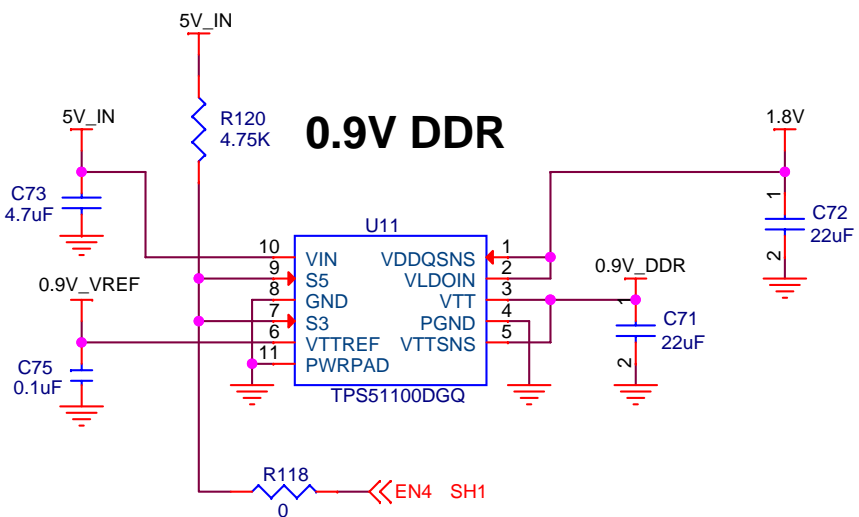 5V_IN
5V_IN
R120
4.75K
0.9V DDR
1.8V
C73
4.7uF
1
C72
22uF
2
U11
10
VIN
VDDQSNS
1
9
S5
VLDOIN
2
0.9V_DDR
0.9V_VREF
8
GND
VTT
3
1
7
S3
PGND
4
C71
22uF
6
VTTREF
VTTSNS
5
2
C75
0.1uF
11
PWRPAD
TPS51100DGQ
R118
0
EN4 SH1